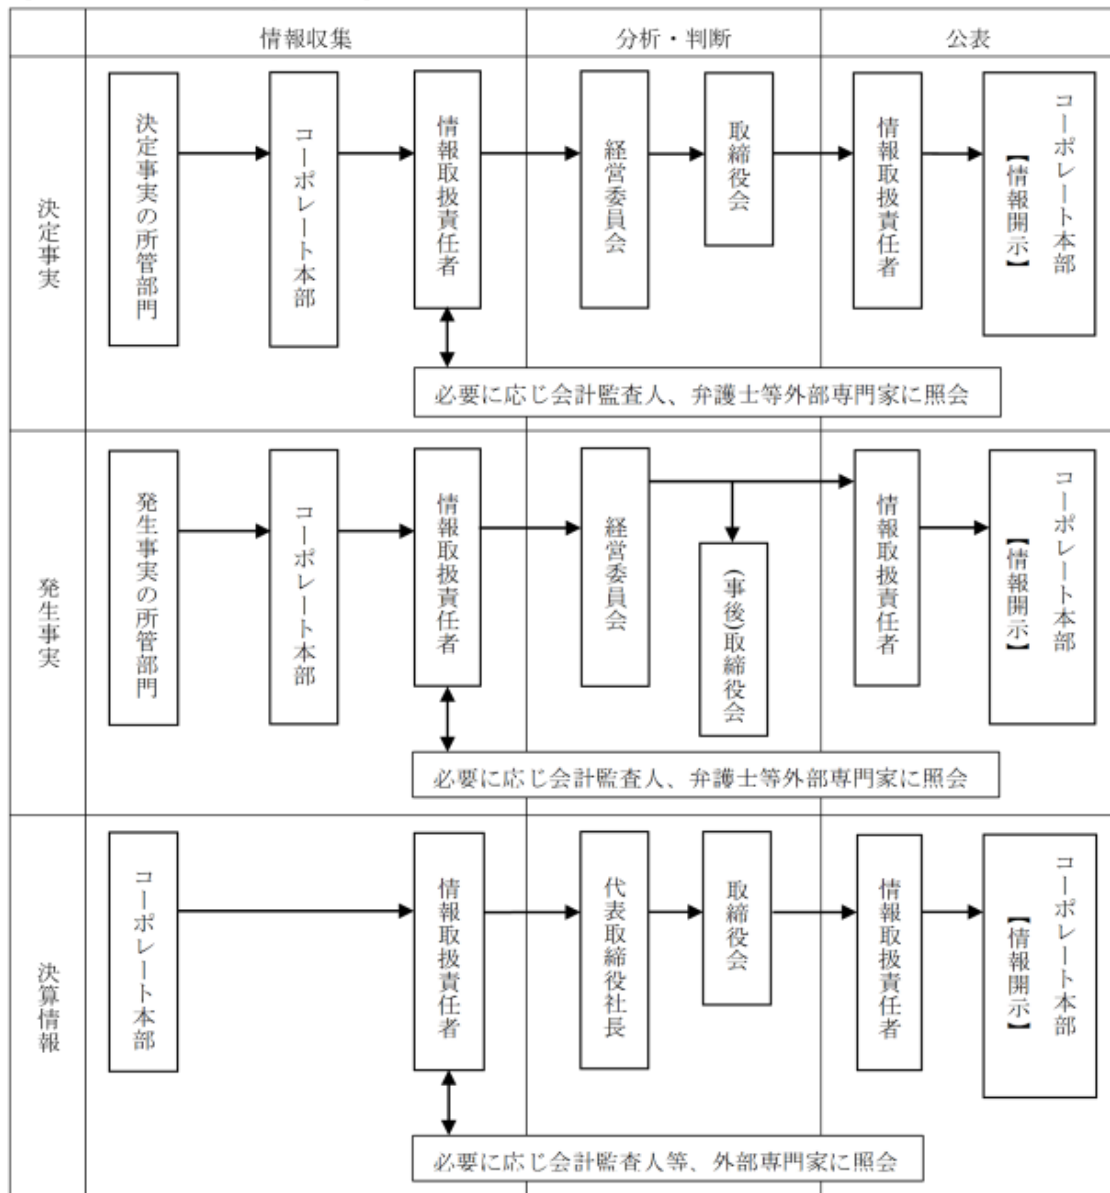 情報収集
分析・判断
公表
決定事実
決定事実の所管部門
コーポレート本部
情報取扱責任者
経営委員会
取締役会
情報取扱責任者
コーポレート本部
【情報開示】
必要に応じ会計監査人、弁護士等外部専門家に照会
発生事実
発生事実の所管部門
コーポレート本部
情報取扱責任者
経営委員会
(事後)取締役会
情報取扱責任者
コーポレート本部
【情報開示】
必要に応じ会計監査人、弁護士等外部専門家に照会
決算情報
コーポレート本部
情報取扱責任者
代表取締役社長
取締役会
情報取扱責任者
コーポレート本部
【情報開示】
必要に応じ会計監査人等、外部専門家に照会